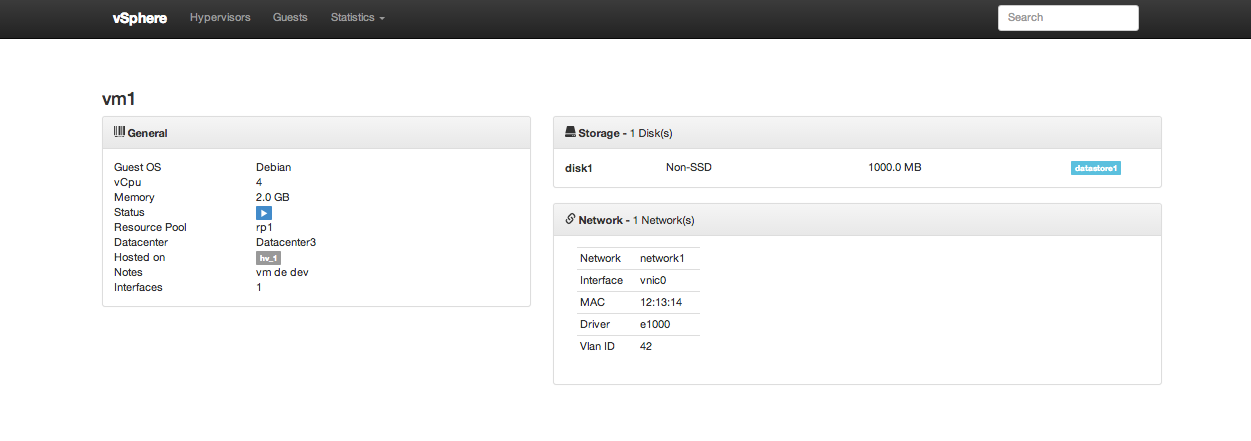 vSphere Hypervisors Guests Statistics Search
vm1
General
Guest OS Debian
vCpu 4
Memory 2.0 GB
Status
Resource Pool rp1
Datacenter Datacenter3
Hosted on hv_1
Notes vm de dev
Interfaces 1
Storage - 1 Disk(s)
disk1 Non-SSD 1000.0 MB datastore1
Network - 1 Network(s)
Network network1
Interface vnic0
MAC 12:13:14
Driver e1000
Vlan ID 42